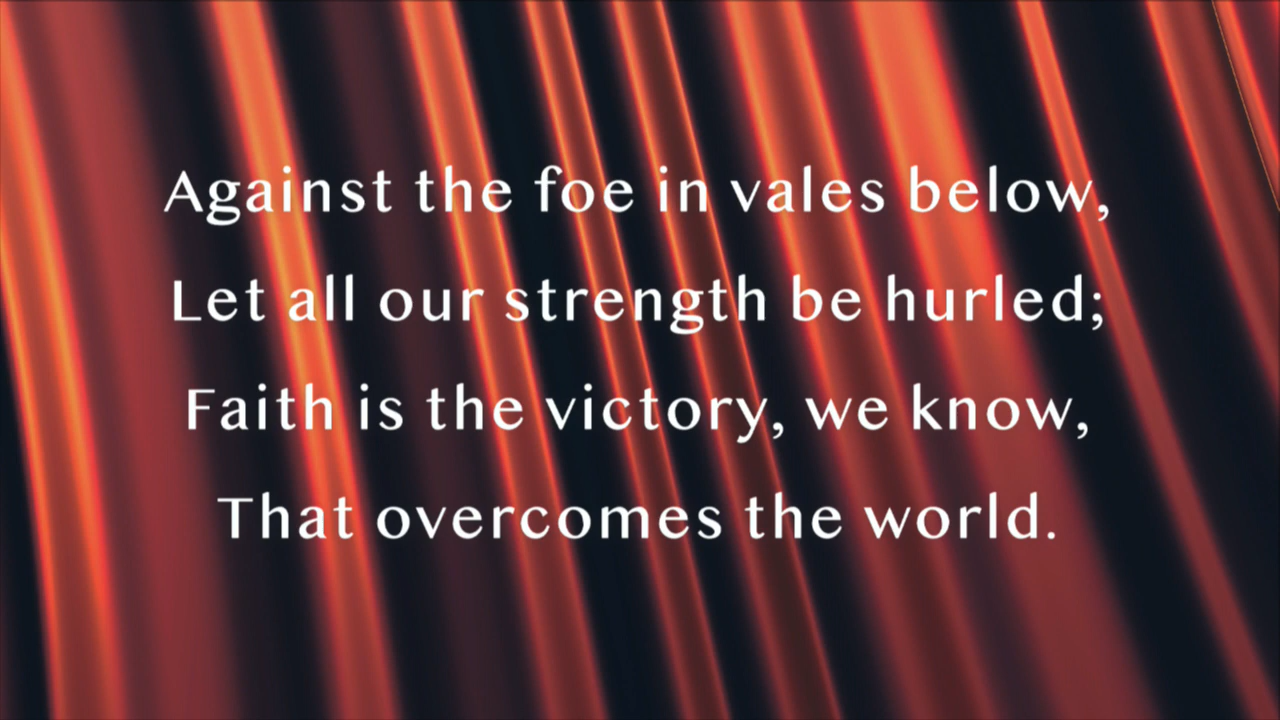 Against the foe in vales below,
Let all our strength be hurled;
Faith is the victory, we know,
That overcomes the world.